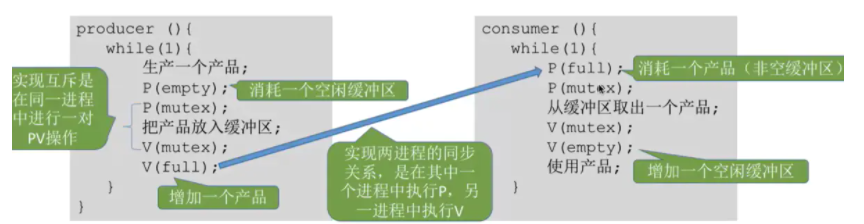 producer (){
while(1){
生产一个产品;
P(empty);
消耗一个空闲缓冲区
P(mutex);
把产品放入缓冲区;
V(mutex);
V(full);
增加一个产品
}
}
实现互斥是
在同一进程
中进行一对
PV操作
实现两进程的同步
关系，是在其中一
个进程中执行P，另
一进程中执行V
consumer (){
while(1){
P(full);
消耗一个产品（非空缓冲区）
P(mutex);
从缓冲区取出一个产品;
V(mutex);
V(empty);
增加一个空闲缓冲区
使用产品;
}
}